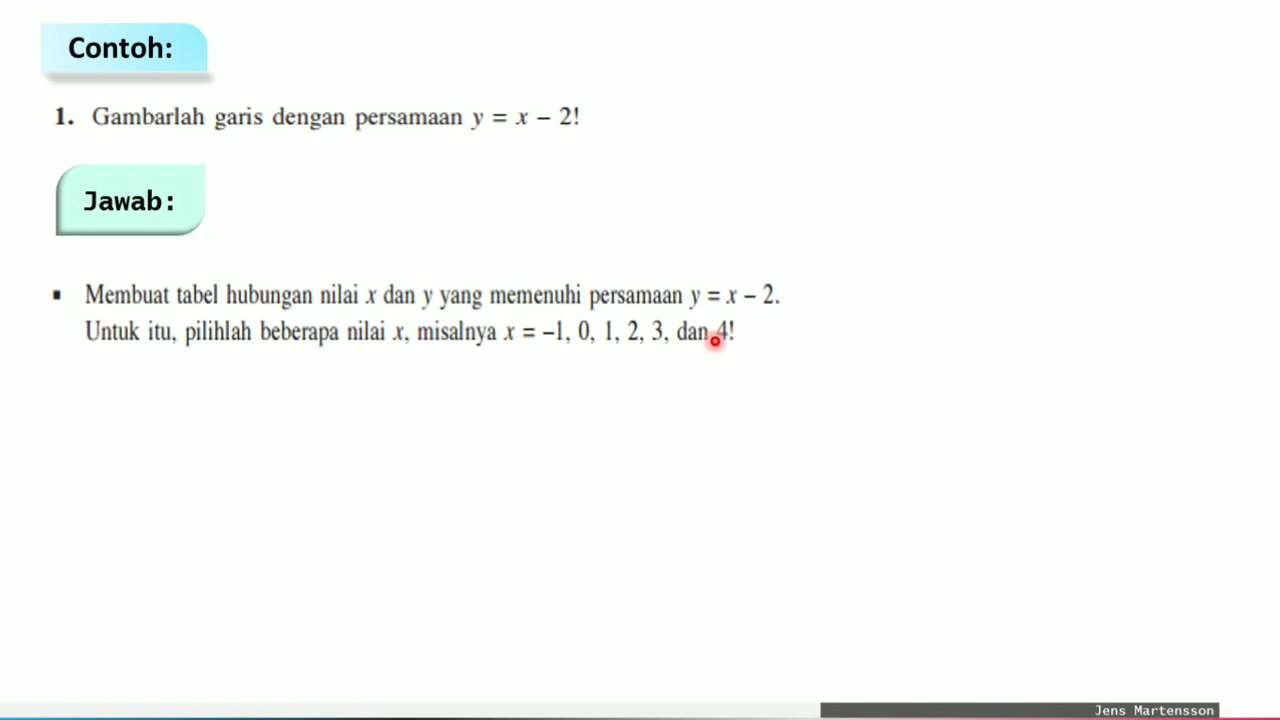 Contoh:
1. Gambarlah garis dengan persamaan y = x – 2!
Jawab:
▪ Membuat tabel hubungan nilai x dan y yang memenuhi persamaan y = x – 2.
Untuk itu, pilihlah beberapa nilai x, misalnya x = –1, 0, 1, 2, 3, dan 4!
Jens Martensson